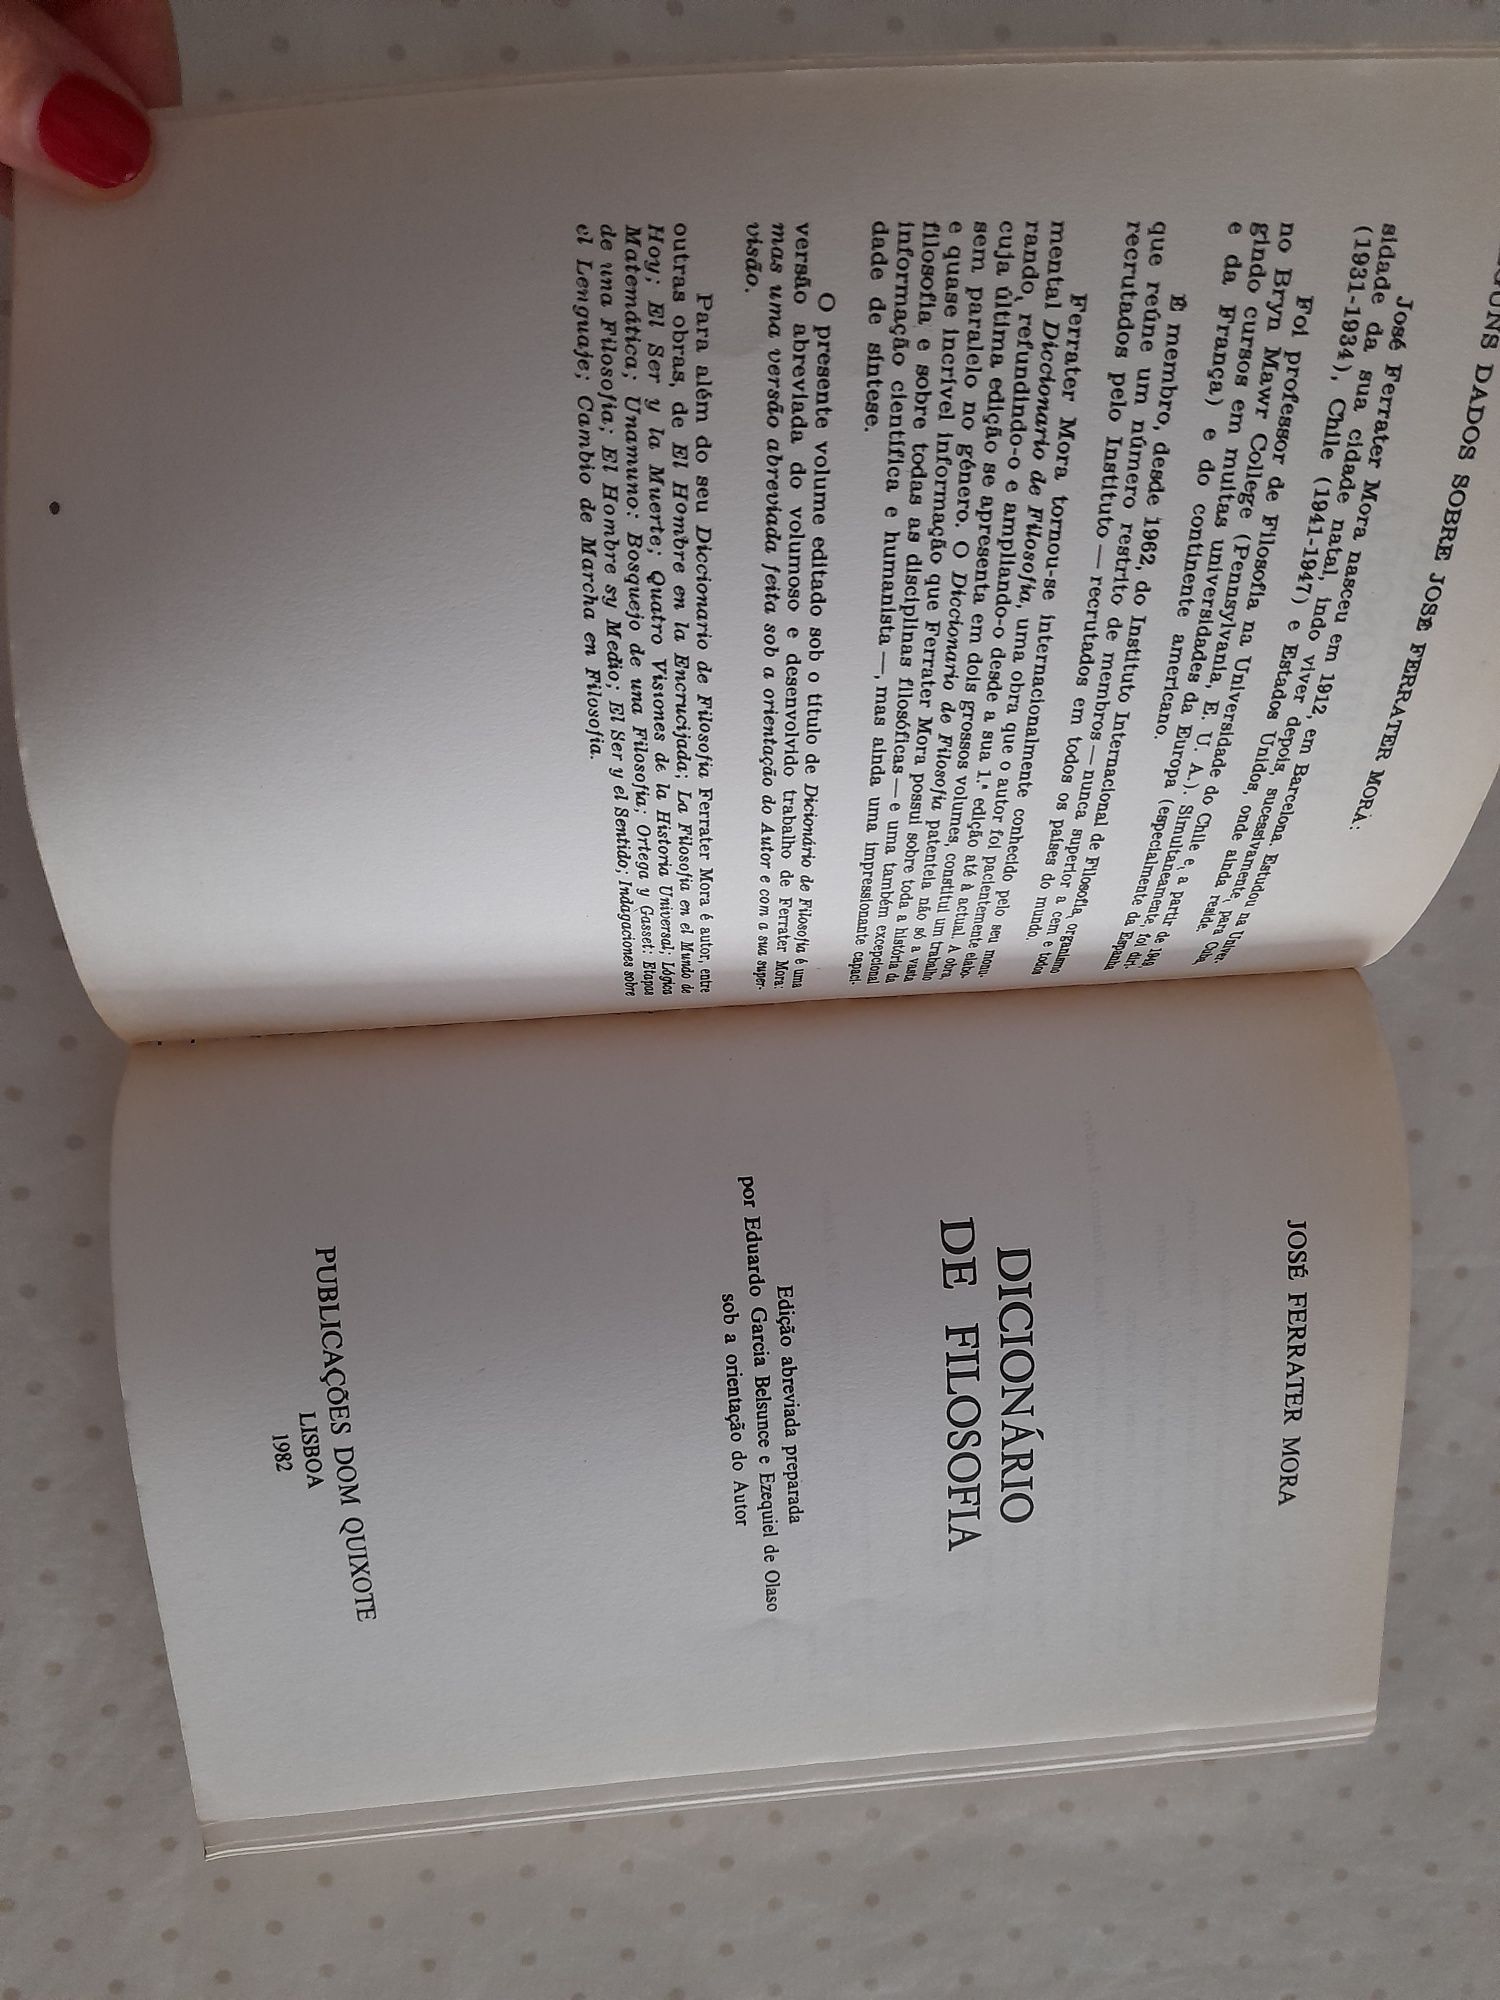 GUNS DADOS SOBRE JOSÉ FERRATER MORA:
José Ferrater Mora nasceu em 1912, em Barcelona. Estudou na Univer-
sidade da sua cidade natal, indo viver depois, sucessivamente, para Cuba
(1931-1934), Chile (1941-1947) e Estados Unidos, onde ainda reside.
Foi professor de Filosofia na Universidade do Chile e, a partir de 1949
no Bryn Mawr College (Pennsylvania, E. U. A.). Simultaneamente, foi diri-
gindo cursos em muitas universidades da Europa (especialmente da Espanha
e da França) e do continente americano.
É membro, desde 1962, do Instituto Internacional de Filosofia, organismo
que reúne um número restrito de membros — nunca superior a cem e todos
recrutados pelo Instituto — recrutados em todos os países do mundo.
Ferrater Mora tornou-se internacionalmente conhecido pelo seu monu-
mental Diccionario de Filosofía, uma obra que o autor foi pacientemente elabo-
rando, refundindo-o e ampliando-o desde a sua 1.ª edição até à actual. A obra,
cuja última edição se apresenta em dois grossos volumes, constitui um trabalho
sem paralelo no género. O Diccionario de Filosofía patenteia não só a vasta
e quase incrível informação que Ferrater Mora possui sobre toda a história da
filosofia e sobre todas as disciplinas filosóficas — e uma também excepcional
informação científica e humanista —, mas ainda uma impressionante capaci-
dade de síntese.
O presente volume editado sob o título de Dicionário de Filosofia é uma
versão abreviada do volumoso e desenvolvido trabalho de Ferrater Mora:
mas uma versão abreviada feita sob a orientação do Autor e com a sua super-
visão.
Para além do seu Diccionario de Filosofía Ferrater Mora é autor, entre
outras obras, de El Hombre en la Encrucijada; La Filosofia en el Mundo de
Hoy; El Ser y la Muerte; Quatro Visiones de la Historia Universal; Lógica
Matemática; Unamuno: Bosquejo de una Filosofia; Ortega y Gasset: Etapas
de una Filosofia; El Hombre sy Medio; El Ser y el Sentido; Indagaciones sobre
el Lenguaje; Cambio de Marcha en Filosofia.
JOSÉ FERRATER MORA
DICIONÁRIO
DE FILOSOFIA
Edição abreviada preparada
por Eduardo Garcia Belsunce e Ezequiel de Olaso
sob a orientação do Autor
PUBLICAÇÕES DOM QUIXOTE
LISBOA
1982